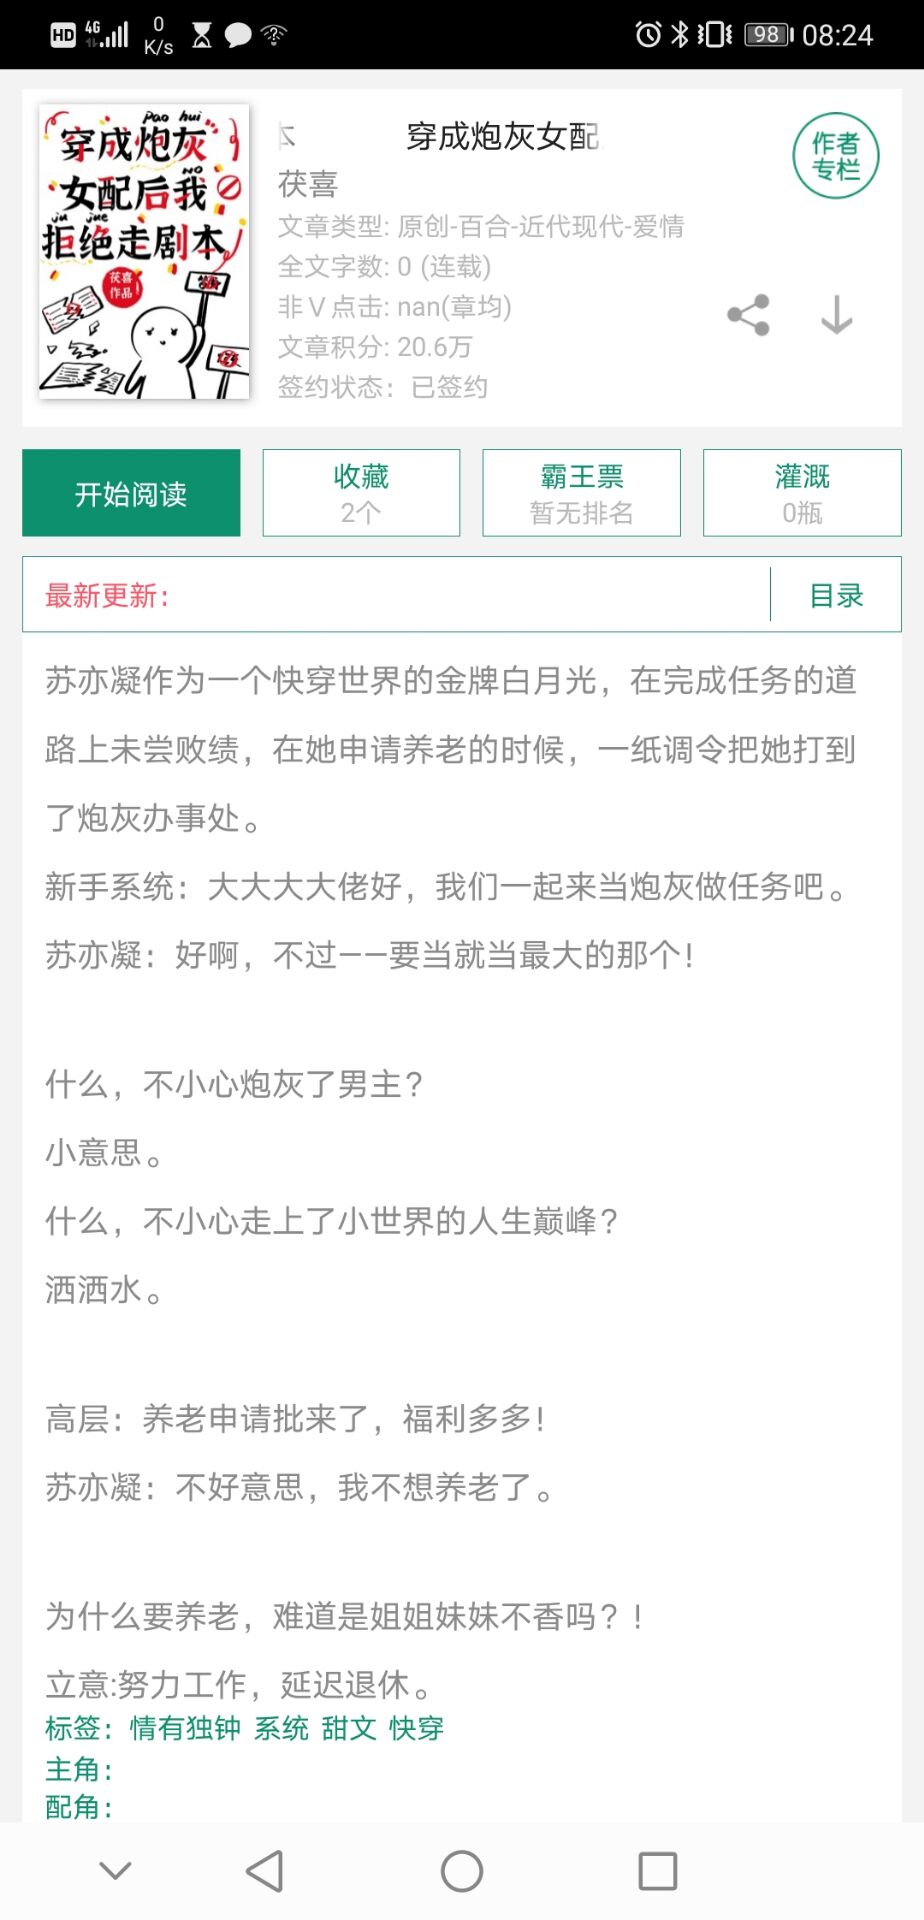 HD 4G 0 K/s 98 08:24
pao hui
穿成炮灰
NO
女配后我
ju jue
拒绝走剧本
茯喜
作品!
穿成炮灰女配
作者
专栏
茯喜
文章类型: 原创-百合-近代现代-爱情
全文字数: 0 (连载)
非V点击: nan(章均)
文章积分: 20.6万
签约状态：已签约
开始阅读
收藏
2个
霸王票
暂无排名
灌溉
0瓶
最新更新:
目录
苏亦凝作为一个快穿世界的金牌白月光，在完成任务的道
路上未尝败绩，在她申请养老的时候，一纸调令把她打到
了炮灰办事处。
新手系统：大大大大佬好，我们一起来当炮灰做任务吧。
苏亦凝：好啊，不过——要当就当最大的那个！
什么，不小心炮灰了男主？
小意思。
什么，不小心走上了小世界的人生巅峰？
洒洒水。
高层：养老申请批来了，福利多多！
苏亦凝：不好意思，我不想养老了。
为什么要养老，难道是姐姐妹妹不香吗？！
立意:努力工作，延迟退休。
标签：情有独钟 系统 甜文 快穿
主角：
配角：